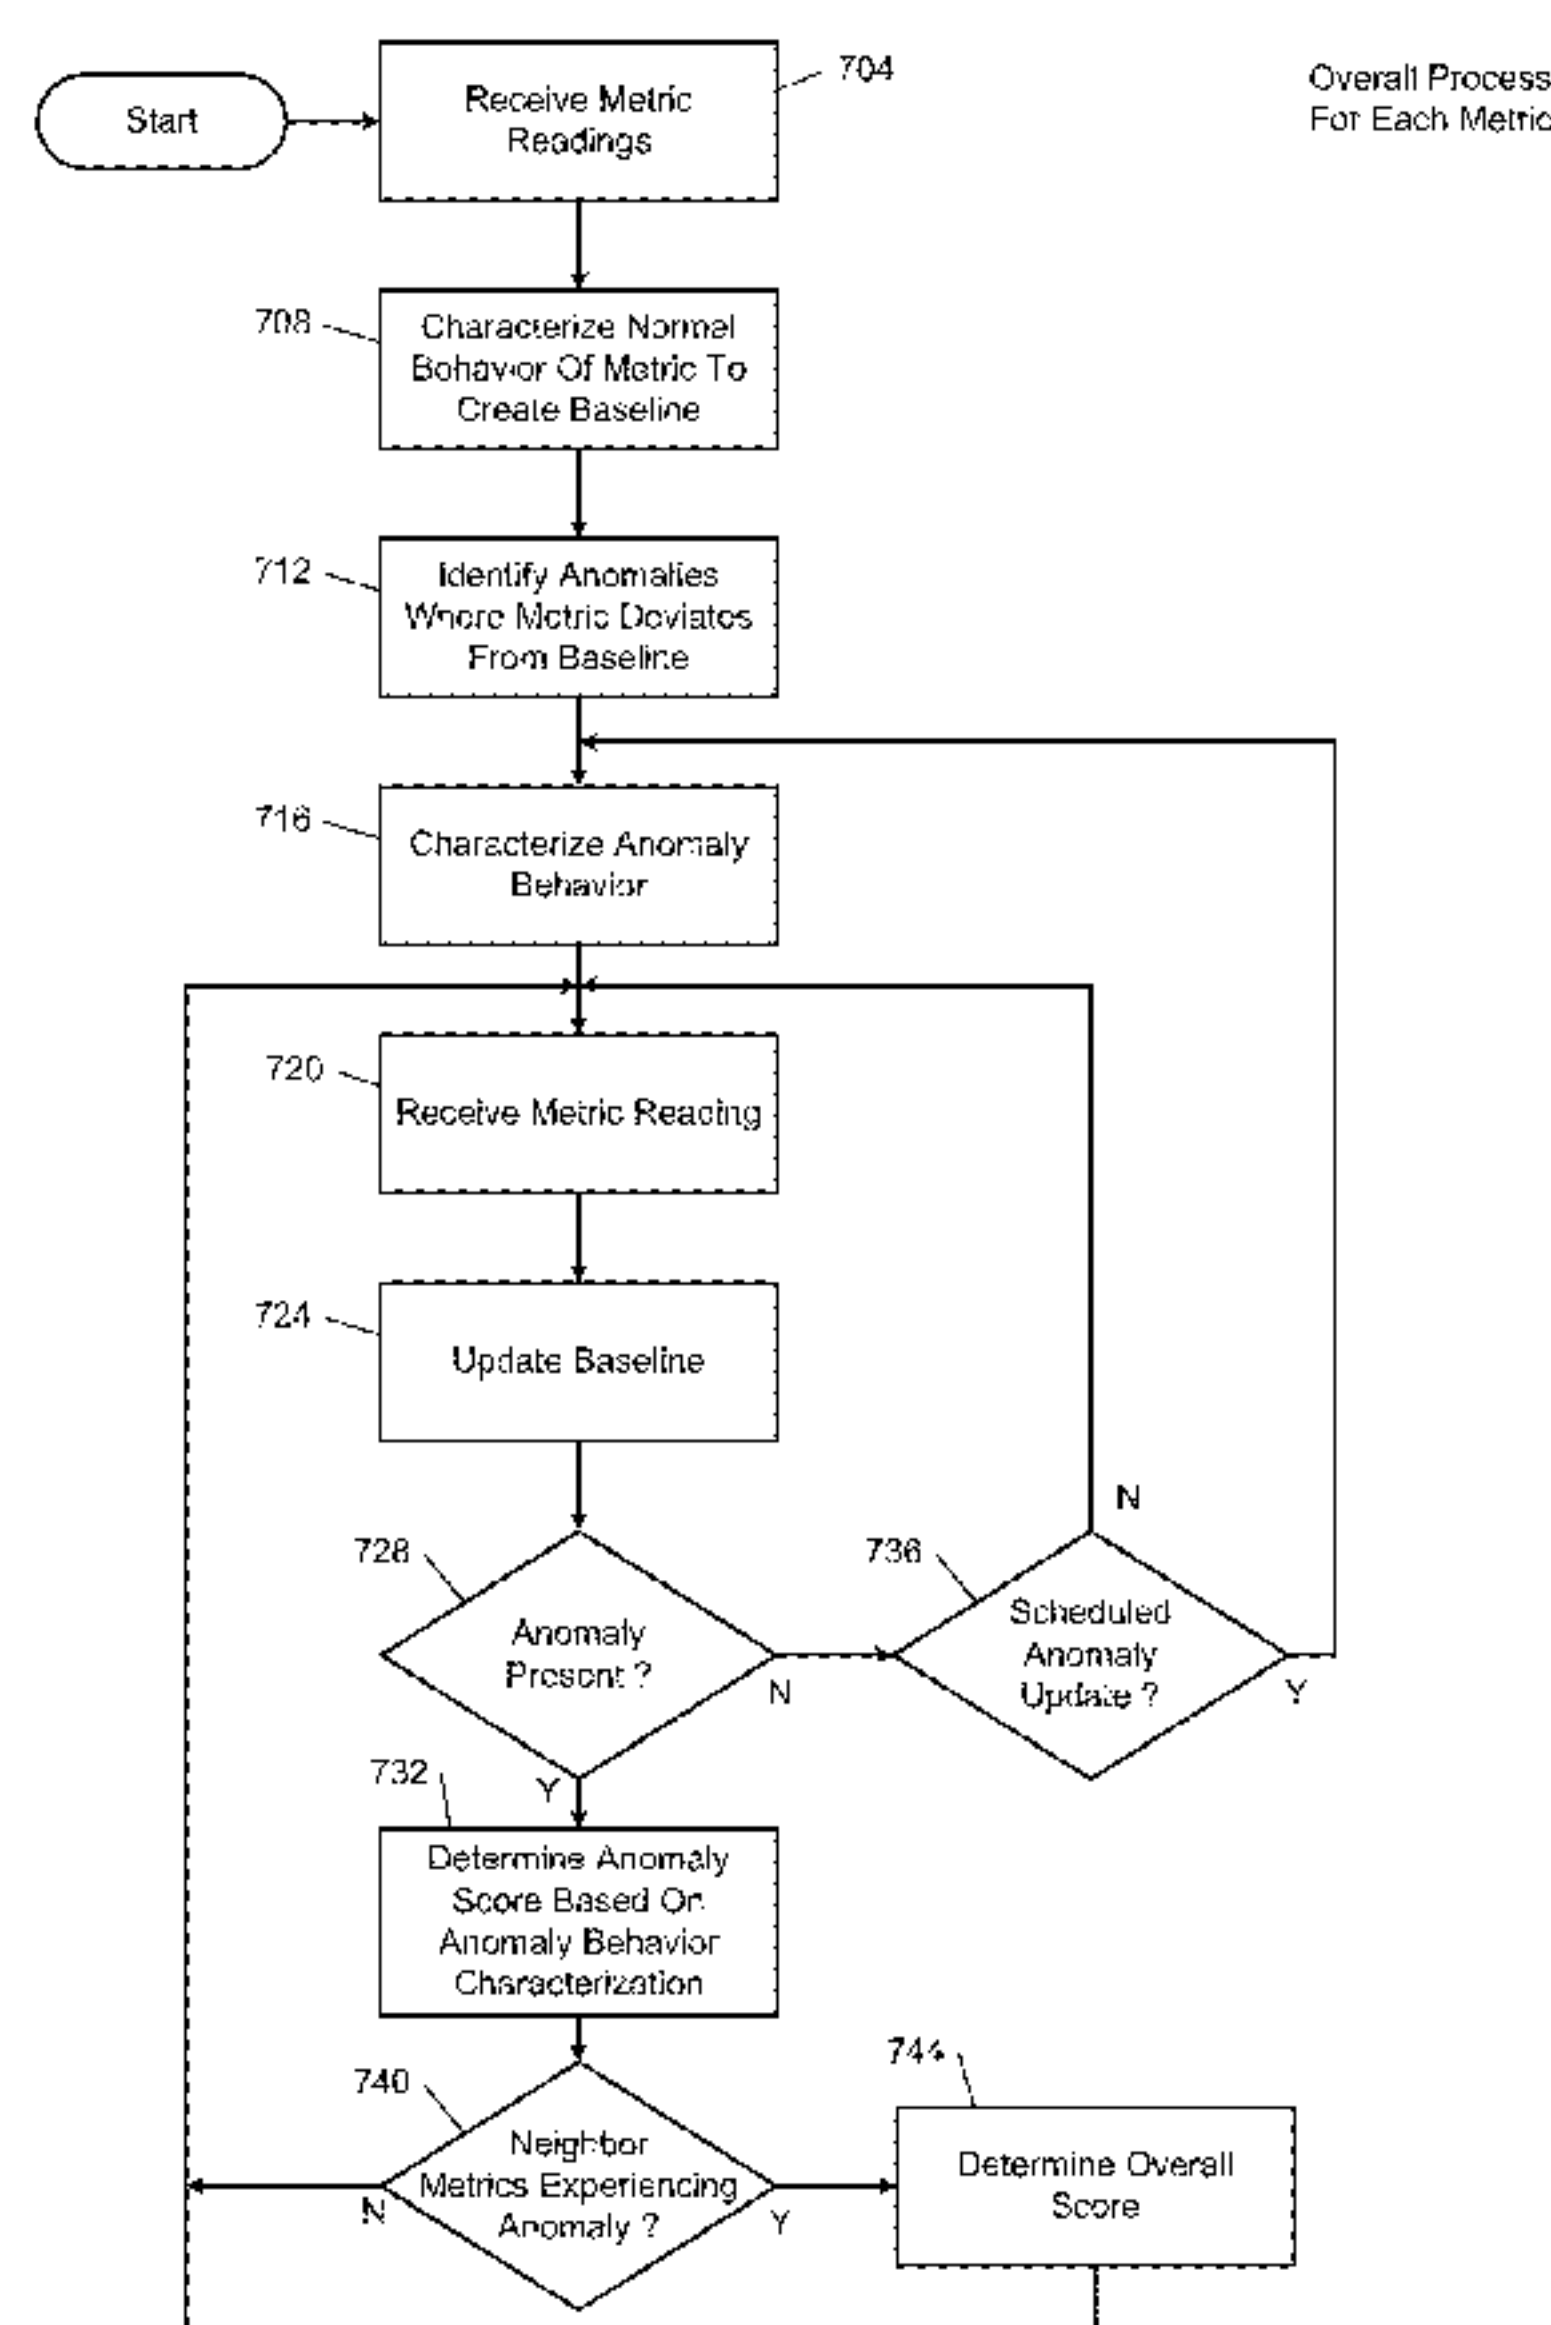 Start
Receive Metric
Readings
704
Overall Process
For Each Metric
708
Characterize Normal
Behavior Of Metric To
Create Baseline
712
Identify Anomalies
Where Metric Deviates
From Baseline
716
Characterize Anomaly
Behavior
720
Receive Metric Reading
724
Update Baseline
N
728
736
Anomaly
Present ?
N
Scheduled
Anomaly
Update ?
Y
732
Y
Determine Anomaly
Score Based On
Anomaly Behavior
Characterization
744
740
Neighbor
Metrics Experiencing
Anomaly ?
N
Y
Determine Overall
Score